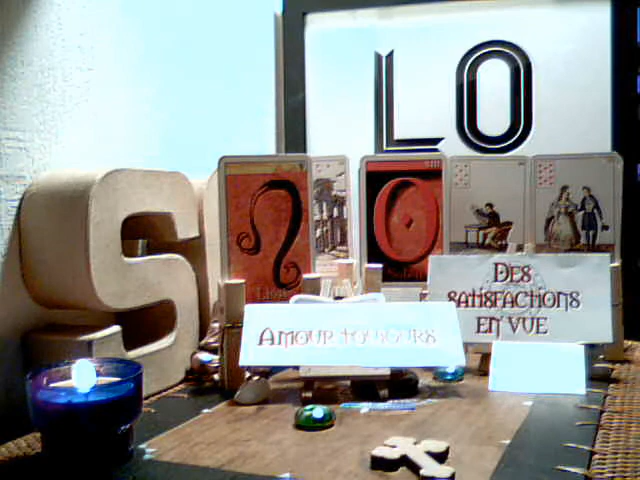 LO
S
DES
SATISFACTIONS
EN VUE
AMOUR TOUJOURS